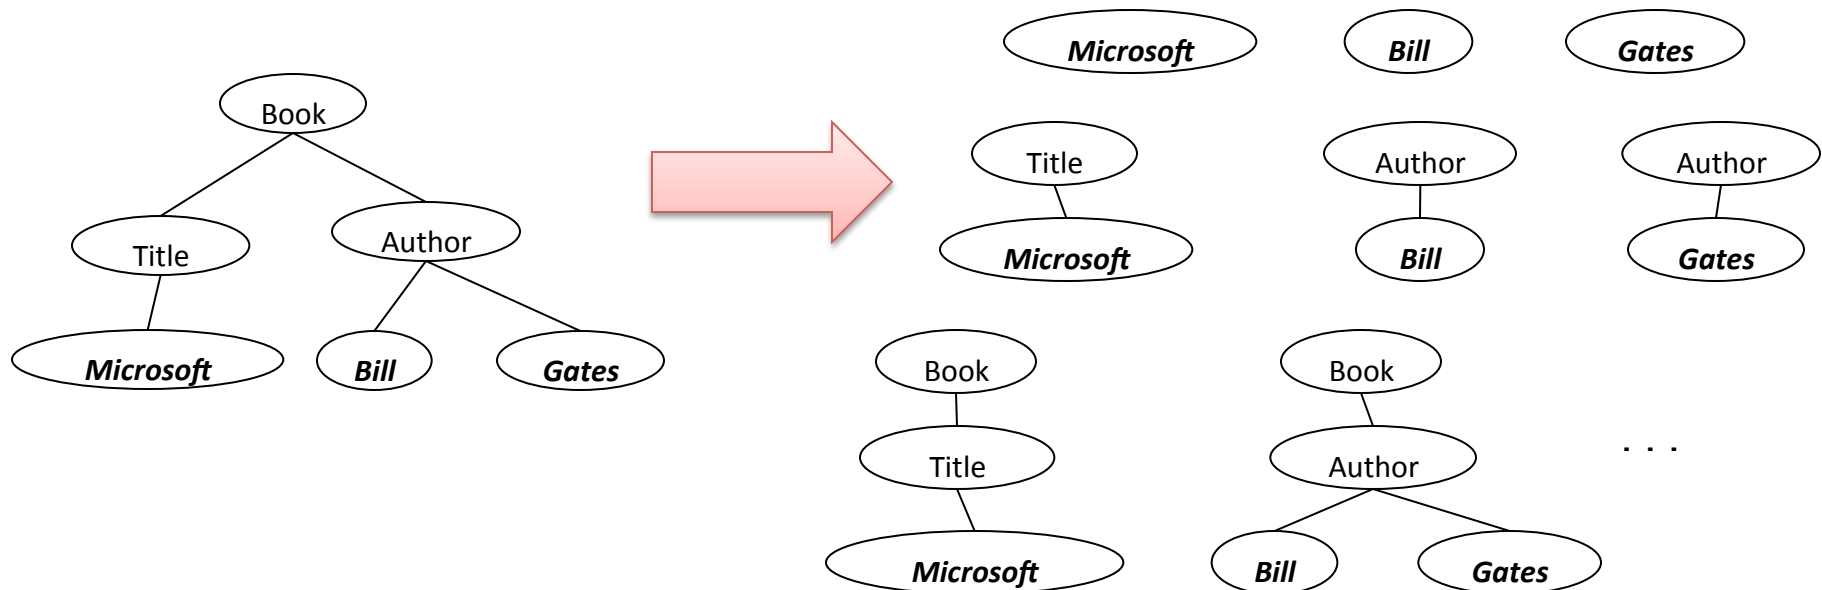 Book
Title
Author
Microsoft
Bill
Gates
Microsoft
Bill
Gates
Title
Author
Author
Microsoft
Bill
Gates
Book
Book
Title
Author
. . .
Microsoft
Bill
Gates